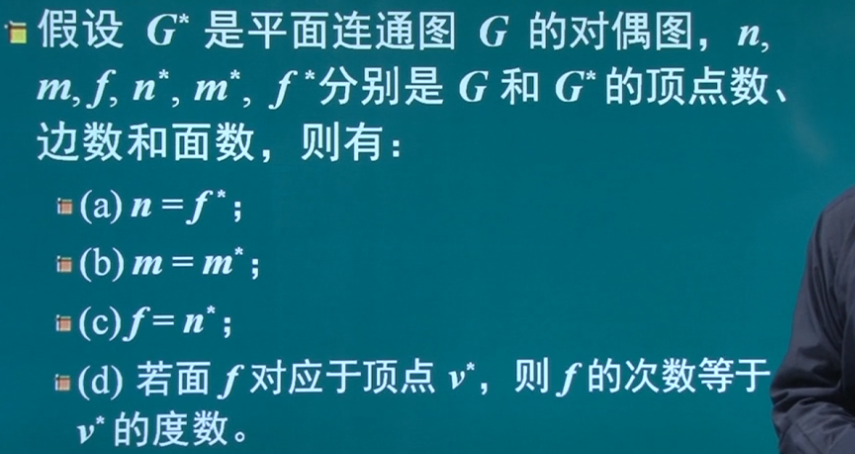 假设 G* 是平面连通图 G 的对偶图，n,
m, f, n*, m*, f *分别是 G 和 G* 的顶点数、
边数和面数，则有：
(a) n = f *；
(b) m = m*；
(c) f = n*；
(d) 若面 f 对应于顶点 v*，则 f 的次数等于
v* 的度数。